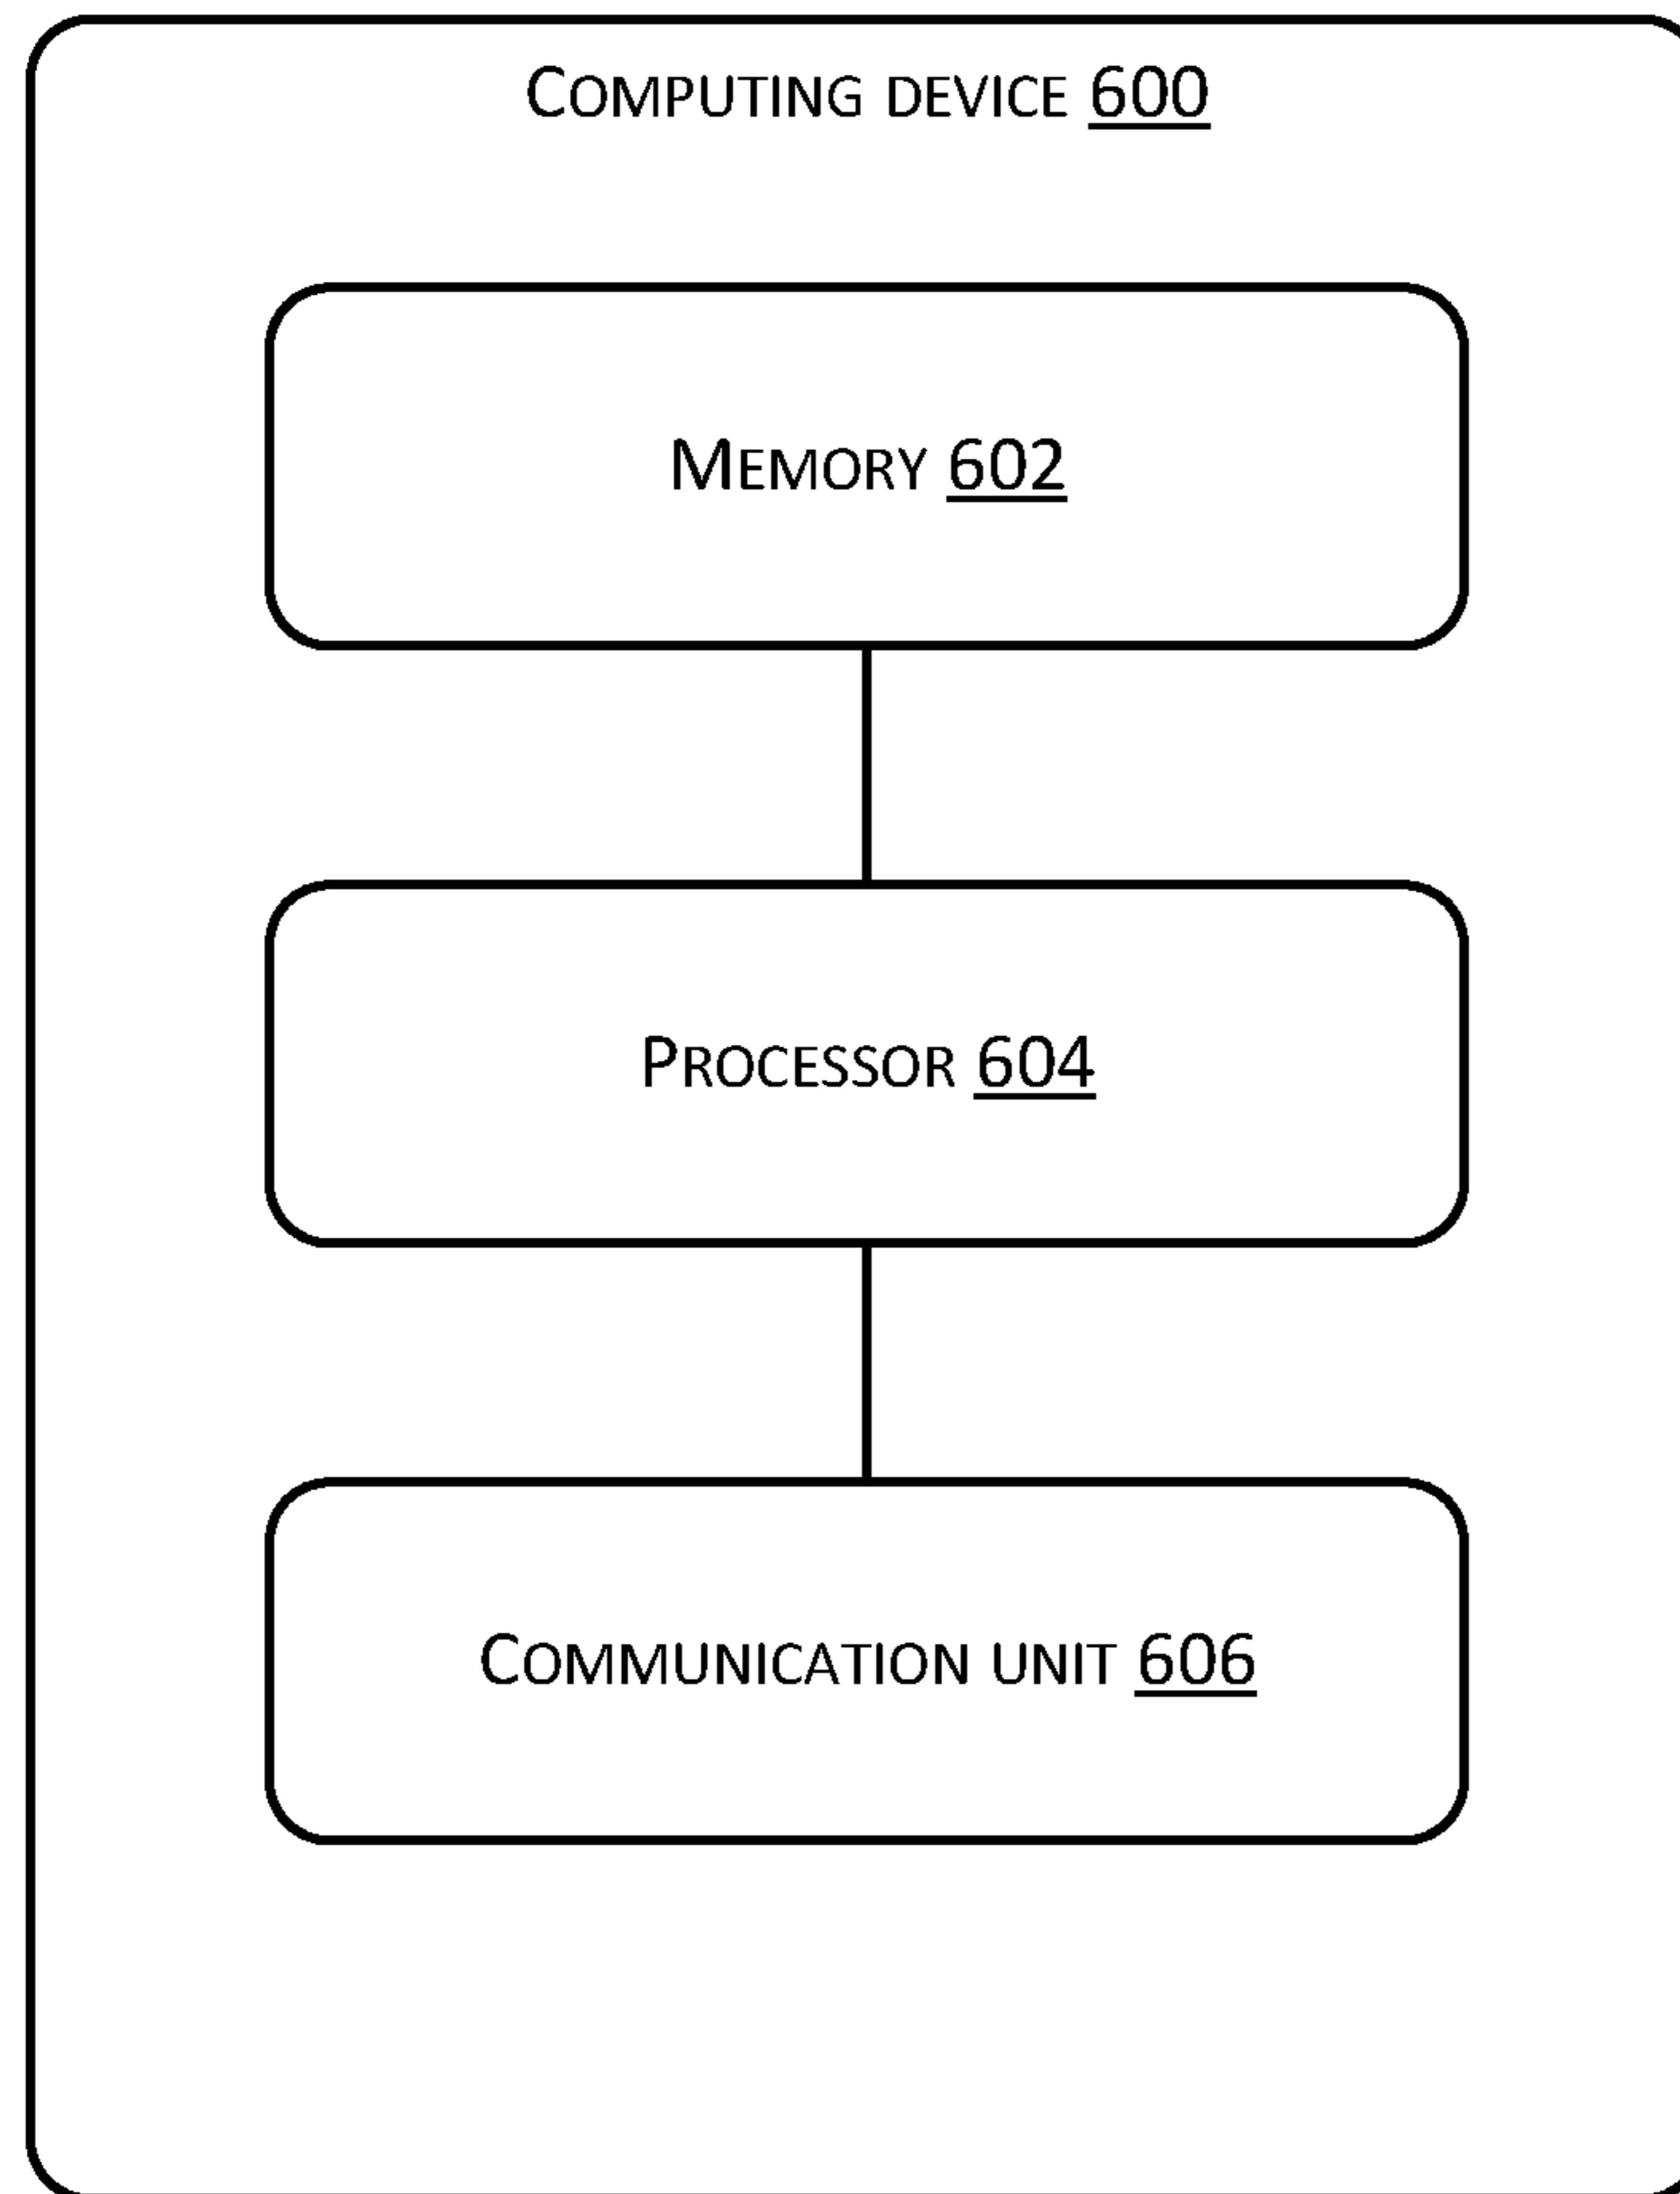 Computing device 600
Memory 602
Processor 604
Communication unit 606